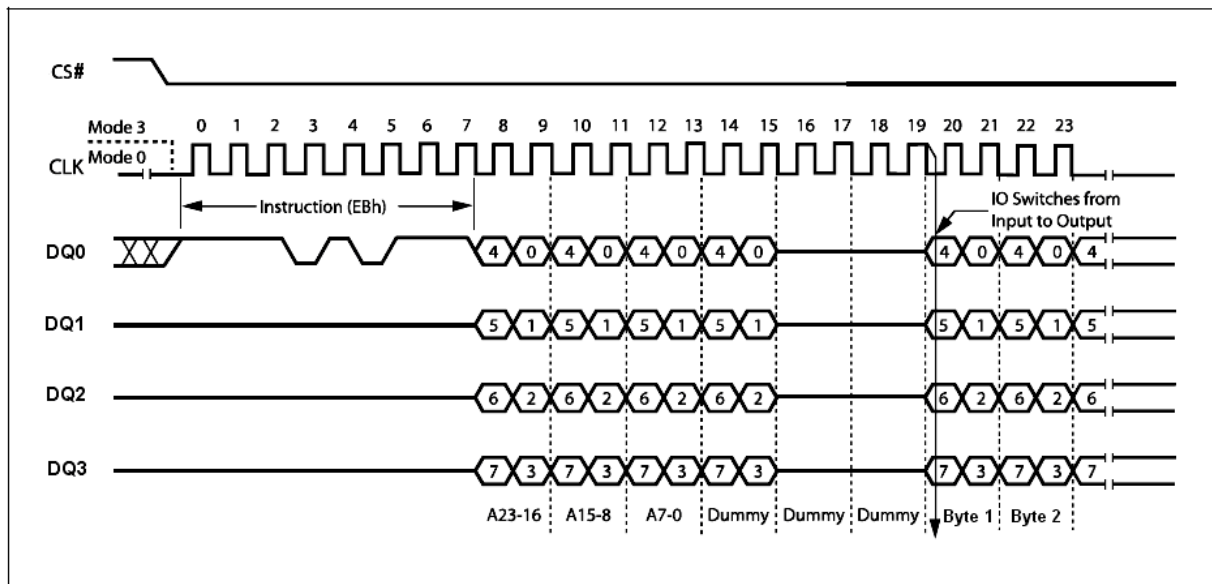 CS#
Mode 3
0 1 2 3 4 5 6 7 8 9 10 11 12 13 14 15 16 17 18 19 20 21 22 23
CLK Mode 0
Instruction (EBh)
IO Switches from
Input to Output
DQ0 4 0 4 0 4 0 4 0 4 0 4 0 4
DQ1 5 1 5 1 5 1 5 1 5 1 5 1 5
DQ2 6 2 6 2 6 2 6 2 6 2 6 2 6
DQ3 7 3 7 3 7 3 7 3 7 3 7 3 7
A23-16 A15-8 A7-0 Dummy Dummy Dummy Byte 1 Byte 2